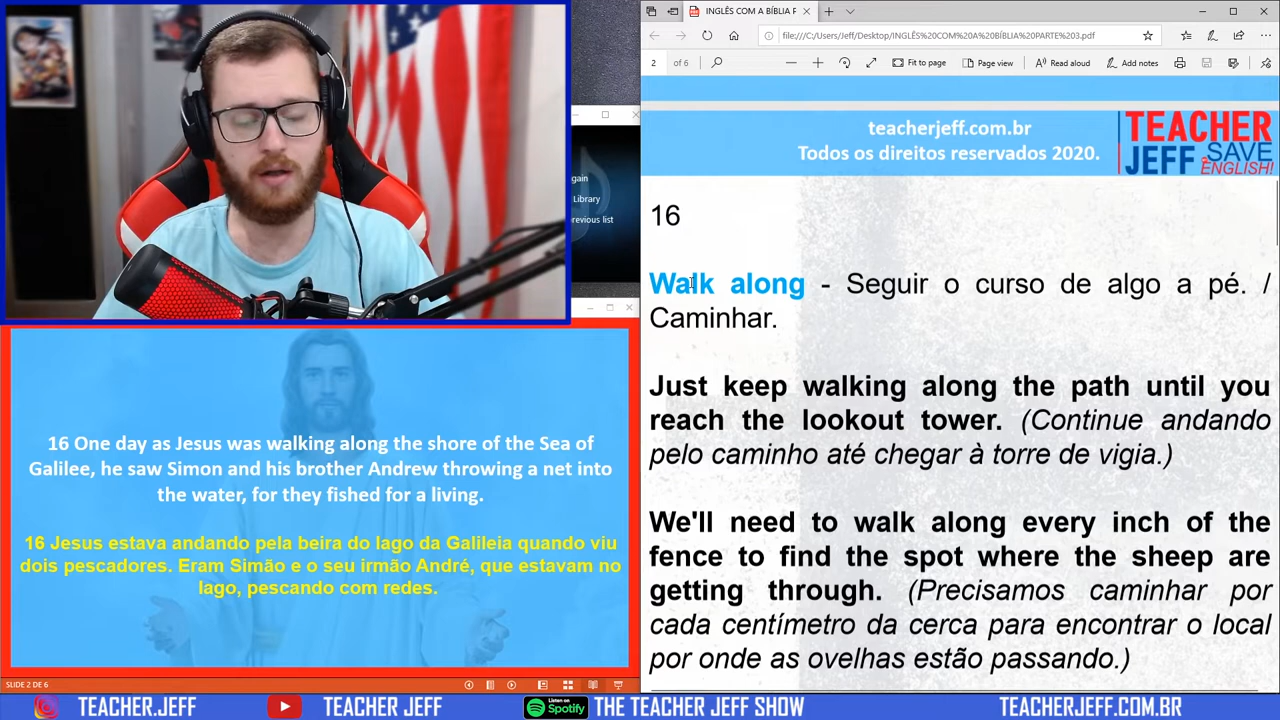 INGLÊS COM A BÍBLIA P
file:///C:/Users/Jeff/Desktop/INGLÊS%20COM%20A%20BÍBLIA%20PARTE%203.pdf
2 of 6
Fit to page
Page view
Read aloud
Add notes
gain
Library
revious list
teacherjeff.com.br
Todos os direitos reservados 2020.
TEACHER
JEFF 2 SAVE
ENGLISH!
16
Walk along - Seguir o curso de algo a pé. /
Caminhar.
Just keep walking along the path until you
reach the lookout tower. (Continue andando
pelo caminho até chegar à torre de vigia.)
We'll need to walk along every inch of the
fence to find the spot where the sheep are
getting through. (Precisamos caminhar por
cada centímetro da cerca para encontrar o local
por onde as ovelhas estão passando.)
16 One day as Jesus was walking along the shore of the Sea of
Galilee, he saw Simon and his brother Andrew throwing a net into
the water, for they fished for a living.
16 Jesus estava andando pela beira do lago da Galileia quando viu
dois pescadores. Eram Simão e o seu irmão André, que estavam no
lago, pescando com redes.
SLIDE 2 DE 6
TEACHER.JEFF
TEACHER JEFF
Listen on
Spotify
THE TEACHER JEFF SHOW
TEACHERJEFF.COM.BR